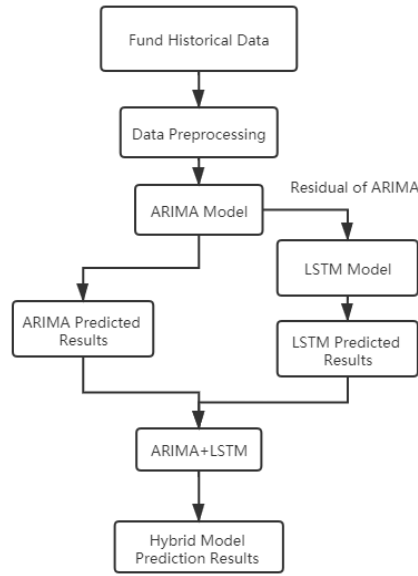 Fund Historical Data
Data Preprocessing
Residual of ARIMA
ARIMA Model
LSTM Model
ARIMA Predicted
Results
LSTM Predicted
Results
ARIMA+LSTM
Hybrid Model
Prediction Results